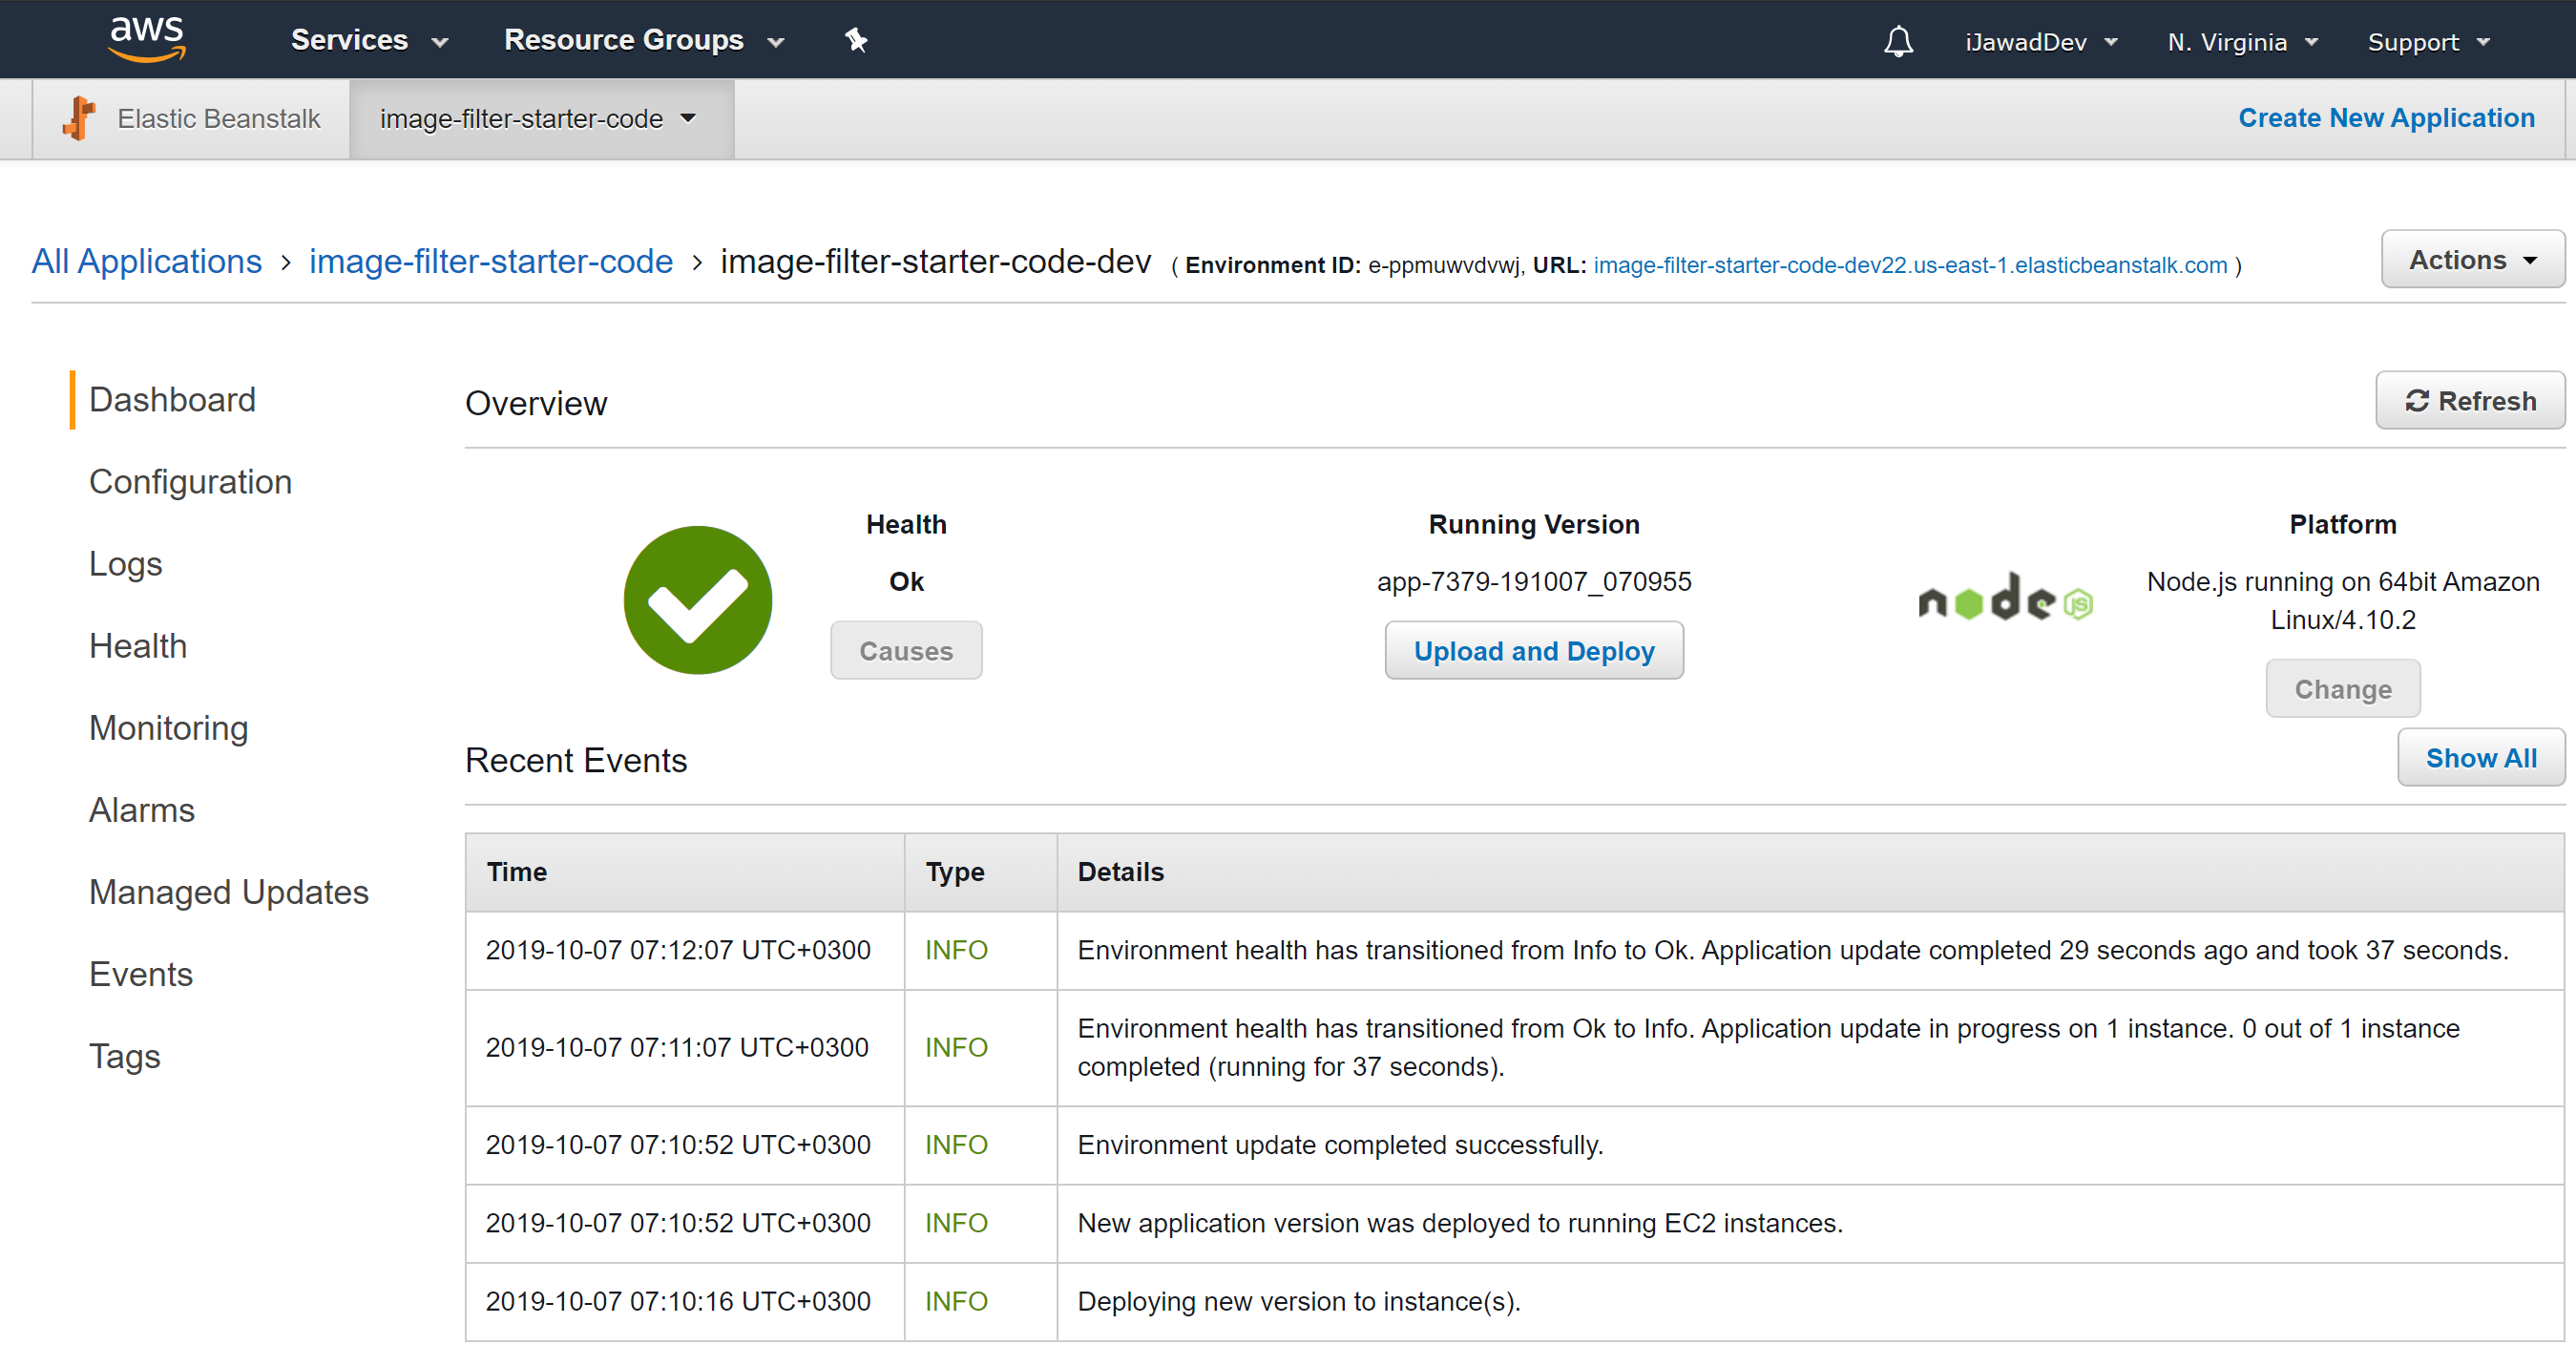 aws Services Resource Groups iJawadDev N. Virginia Support
Elastic Beanstalk image-filter-starter-code Create New Application
All Applications > image-filter-starter-code > image-filter-starter-code-dev ( Environment ID: e-ppmuwvdvwj, URL: image-filter-starter-code-dev22.us-east-1.elasticbeanstalk.com ) Actions
Dashboard
Configuration
Logs
Health
Monitoring
Alarms
Managed Updates
Events
Tags
Overview Refresh
Health
Ok
Causes
Running Version
app-7379-191007_070955
Upload and Deploy
node JS
Platform
Node.js running on 64bit Amazon
Linux/4.10.2
Change
Recent Events Show All
Time Type Details
2019-10-07 07:12:07 UTC+0300 INFO Environment health has transitioned from Info to Ok. Application update completed 29 seconds ago and took 37 seconds.
2019-10-07 07:11:07 UTC+0300 INFO Environment health has transitioned from Ok to Info. Application update in progress on 1 instance. 0 out of 1 instance
completed (running for 37 seconds).
2019-10-07 07:10:52 UTC+0300 INFO Environment update completed successfully.
2019-10-07 07:10:52 UTC+0300 INFO New application version was deployed to running EC2 instances.
2019-10-07 07:10:16 UTC+0300 INFO Deploying new version to instance(s).